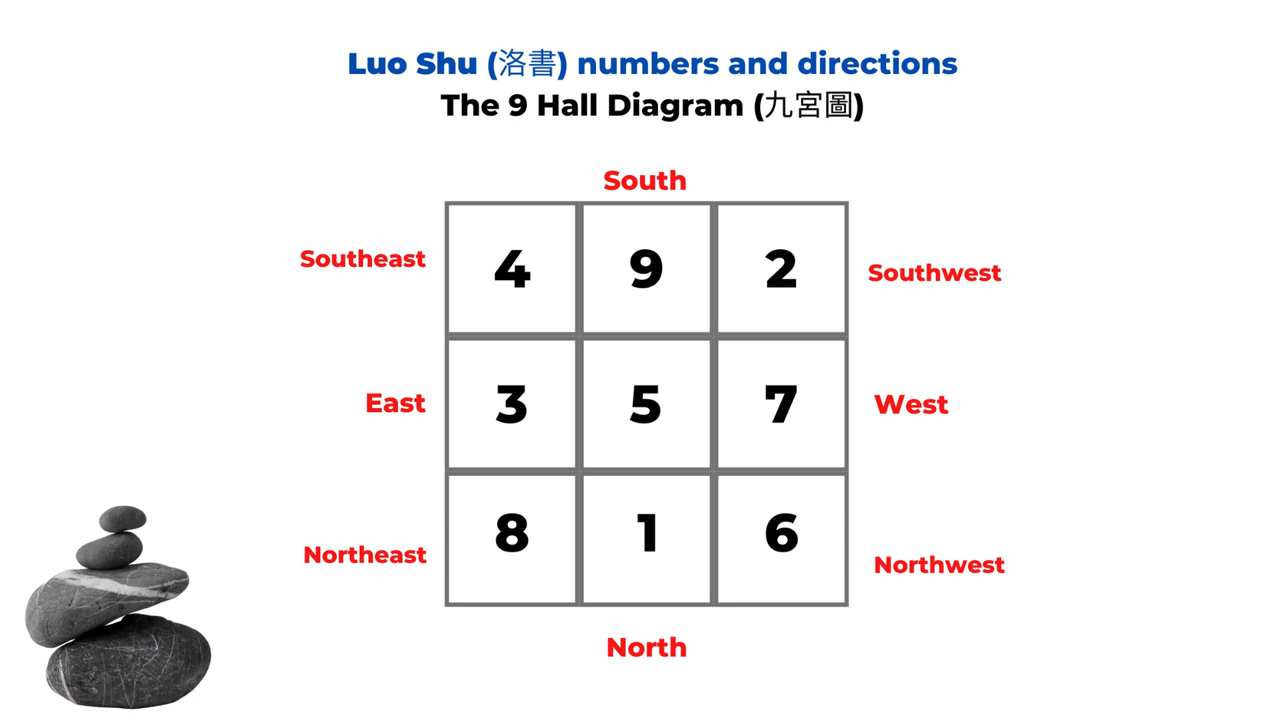 Luo Shu (洛書) numbers and directions
The 9 Hall Diagram (九宮圖)
South
Southeast
4 9 2
Southwest
East
3 5 7
West
Northeast
8 1 6
Northwest
North